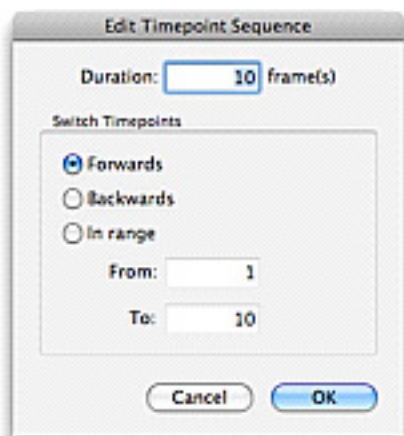 Edit Timepoint Sequence
Duration: 10 frame(s)
Switch Timepoints
Forwards
Backwards
In range
From: 1
To: 10
Cancel OK